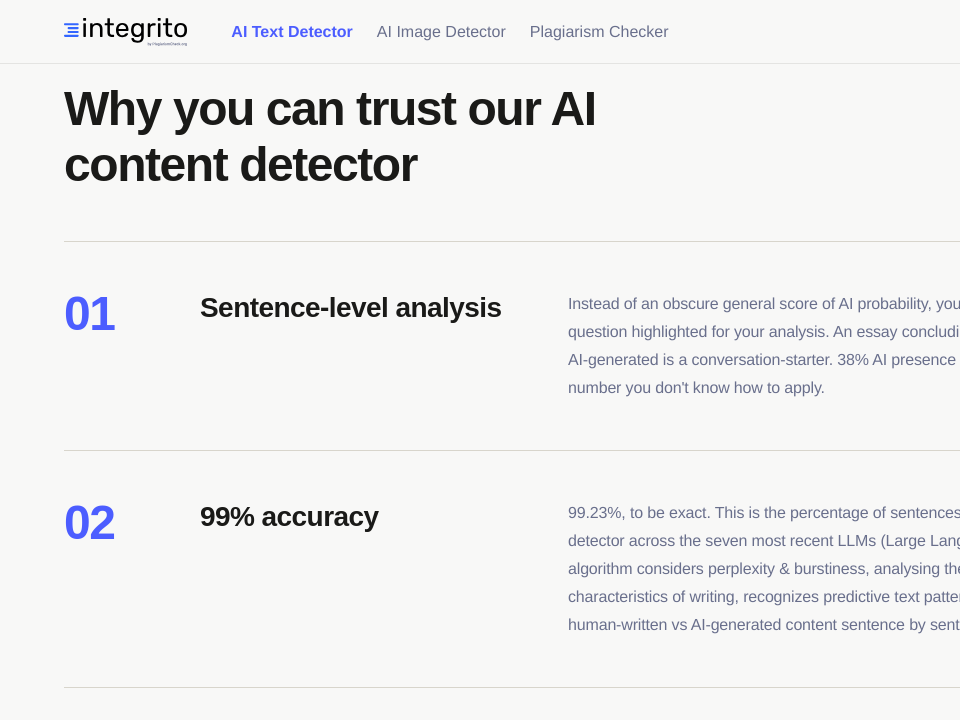 integrito
by PlagiarismCheck.org
AI Text Detector
AI Image Detector
Plagiarism Checker
Why you can trust our AI
content detector
01
Sentence-level analysis
Instead of an obscure general score of AI probability, you
question highlighted for your analysis. An essay concludi
AI-generated is a conversation-starter. 38% AI presence
number you don't know how to apply.
02
99% accuracy
99.23%, to be exact. This is the percentage of sentences
detector across the seven most recent LLMs (Large Lang
algorithm considers perplexity & burstiness, analysing the
characteristics of writing, recognizes predictive text patter
human-written vs AI-generated content sentence by sent